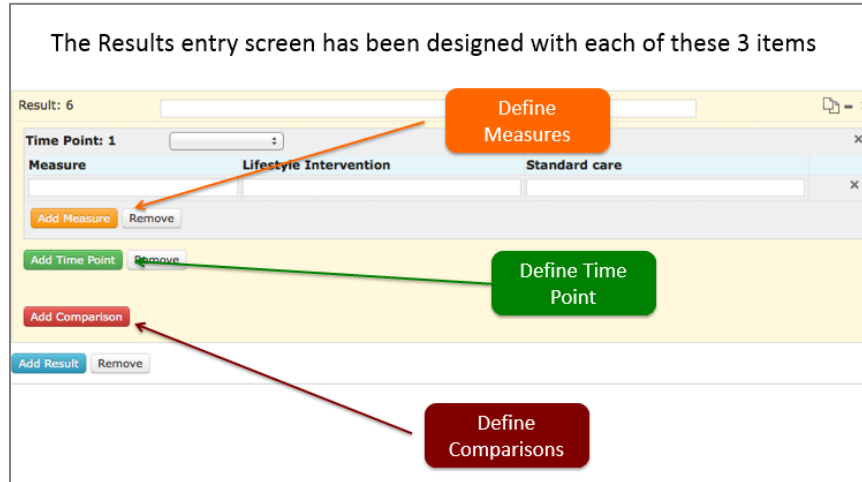 The Results entry screen has been designed with each of these 3 items
Result: 6
Define
Measures
Time Point: 1
Measure Lifestyle Intervention Standard care
Add Measure Remove
Add Time Point Remove
Define Time
Point
Add Comparison
Add Result Remove
Define
Comparisons